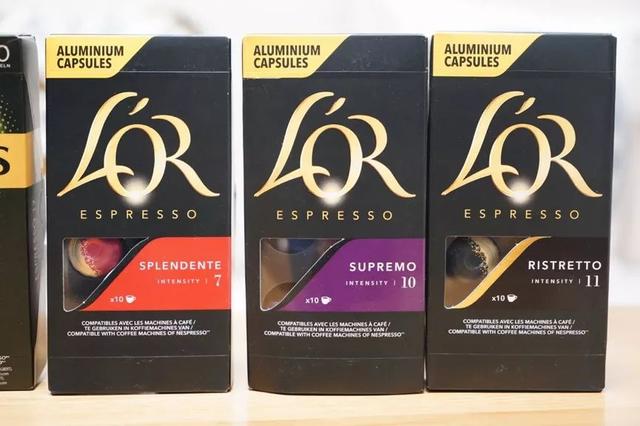 ALUMINIUM
CAPSULES
L'OR
ESPRESSO
SPLENDENTE
INTENSITY | 7
x10
COMPATIBLES AVEC LES MACHINES À CAFÉ /
TE GEBRUIKEN IN KOFFIEMACHINES VAN /
COMPATIBLE WITH COFFEE MACHINES OF NESPRESSO
ALUMINIUM
CAPSULES
L'OR
ESPRESSO
SUPREMO
INTENSITY | 10
x10
COMPATIBLES AVEC LES MACHINES À CAFÉ /
TE GEBRUIKEN IN KOFFIEMACHINES VAN /
COMPATIBLE WITH COFFEE MACHINES OF NESPRESSO
ALUMINIUM
CAPSULES
L'OR
ESPRESSO
RISTRETTO
INTENSITY | 11
x10
COMPATIBLES AVEC LES MACHINES À CAFÉ /
TE GEBRUIKEN IN KOFFIEMACHINES VAN /
COMPATIBLE WITH COFFEE MACHINES OF NESPRESSO